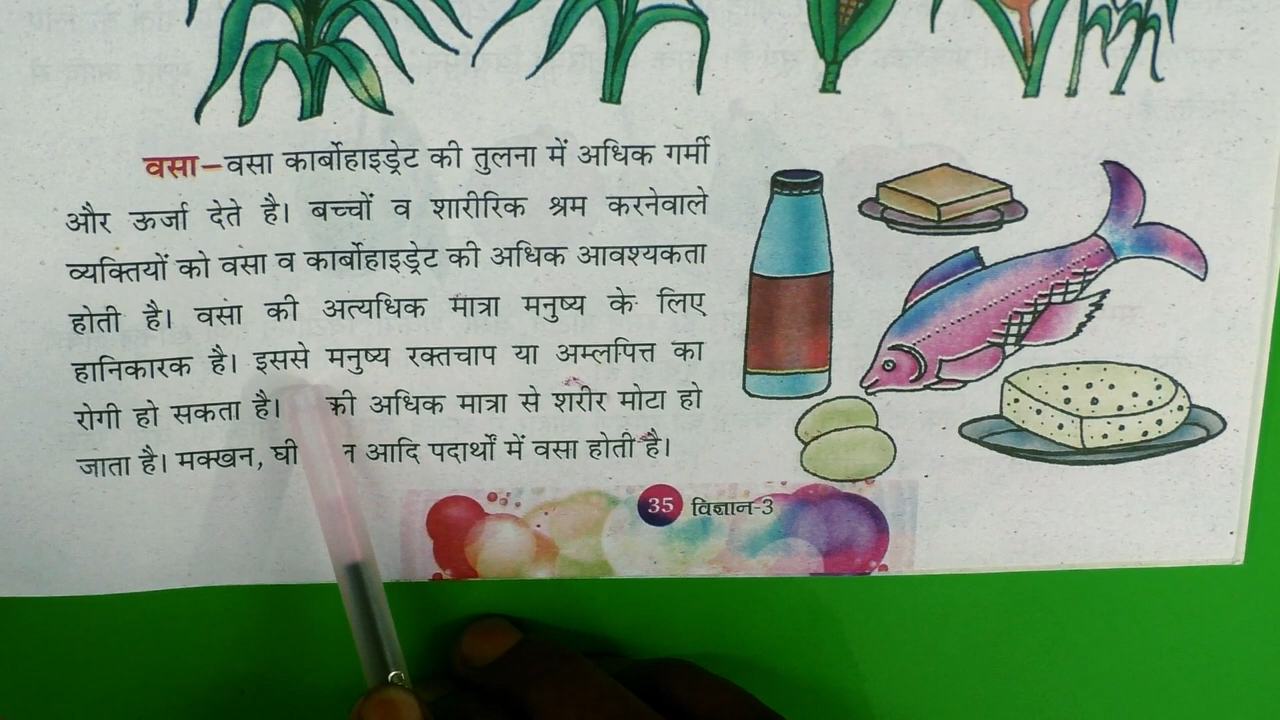 वसा–वसा कार्बोहाइड्रेट की तुलना में अधिक गर्मी
और ऊर्जा देते है। बच्चों व शारीरिक श्रम करनेवाले
व्यक्तियों को वसा व कार्बोहाइड्रेट की अधिक आवश्यकता
होती है। वसा की अत्यधिक मात्रा मनुष्य के लिए
हानिकारक है। इससे मनुष्य रक्तचाप या अम्लपित्त का
रोगी हो सकता है। की अधिक मात्रा से शरीर मोटा हो
जाता है। मक्खन, घी आदि पदार्थों में वसा होती है।
35 विज्ञान-3